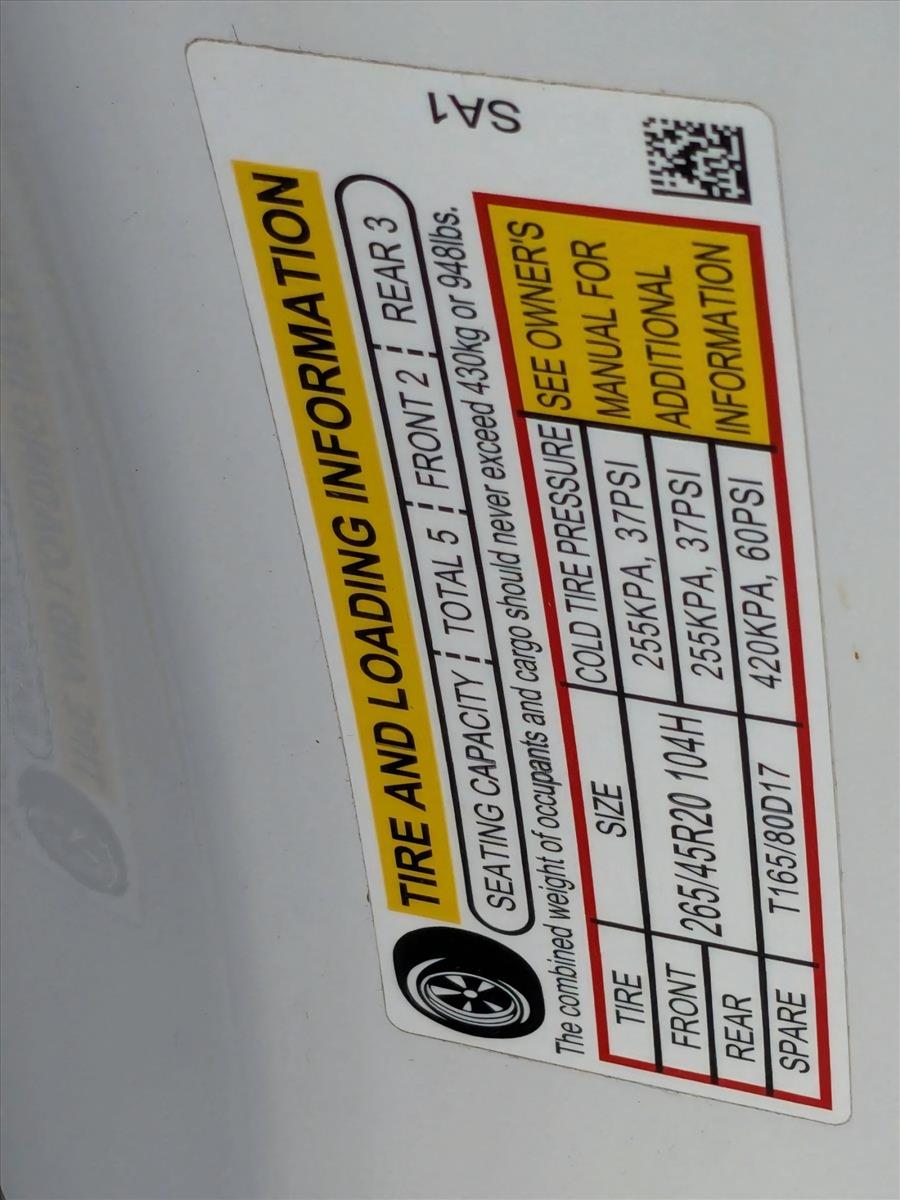 TIRE AND LOADING INFORMATION
SEATING CAPACITY TOTAL 5 FRONT 2 REAR 3
The combined weight of occupants and cargo should never exceed 430kg or 948lbs.
TIRE SIZE COLD TIRE PRESSURE
FRONT 265/45R20 104H 255KPA, 37PSI
REAR 255KPA, 37PSI
SPARE T165/80D17 420KPA, 60PSI
SEE OWNER'S
MANUAL FOR
ADDITIONAL
INFORMATION
SA1